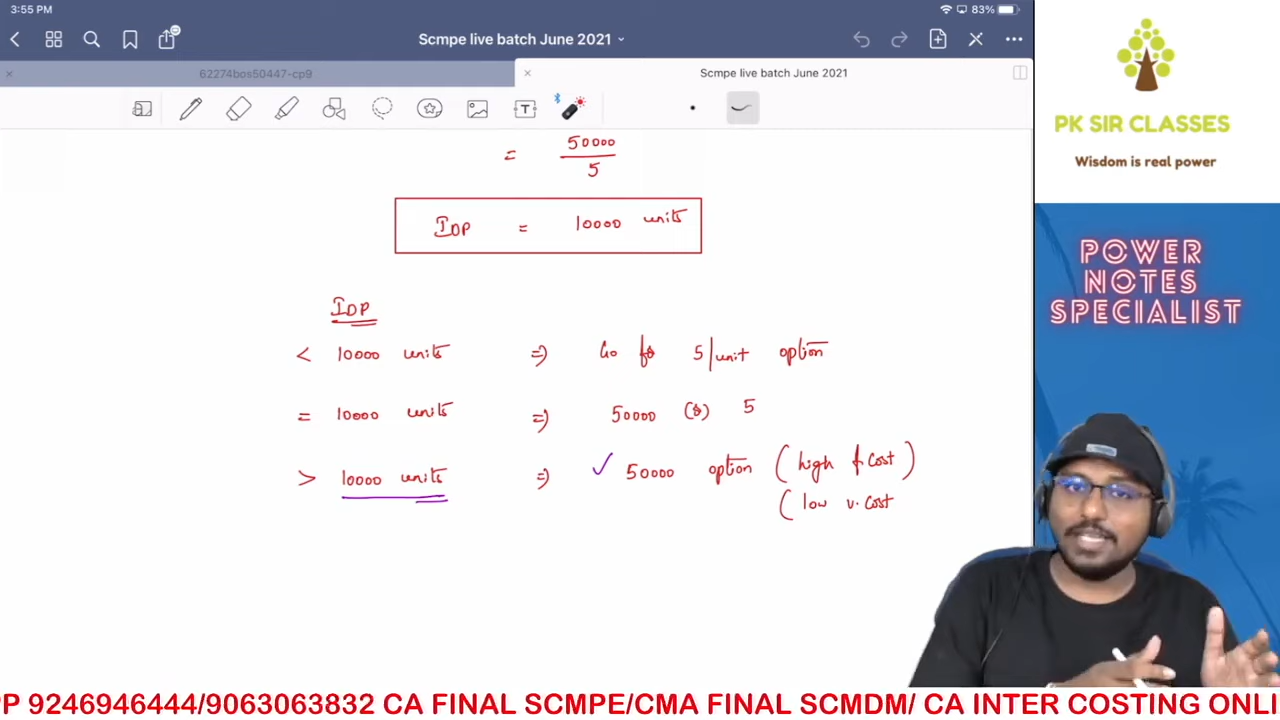 3:55 PM
83%
Scmpe live batch June 2021
62274bos50447-cp9
Scmpe live batch June 2021
T
= 50000
5
IDP = 10000 units
IDP
< 10000 units => Go for 5/unit option
= 10000 units => 50000 (or) 5
> 10000 units => ✓ 50000 option (high f.cost)
(low v.cost
PK SIR CLASSES
Wisdom is real power
POWER
NOTES
SPECIALIST
PP 9246946444/9063063832 CA FINAL SCMPE/CMA FINAL SCMDM/ CA INTER COSTING ONLI